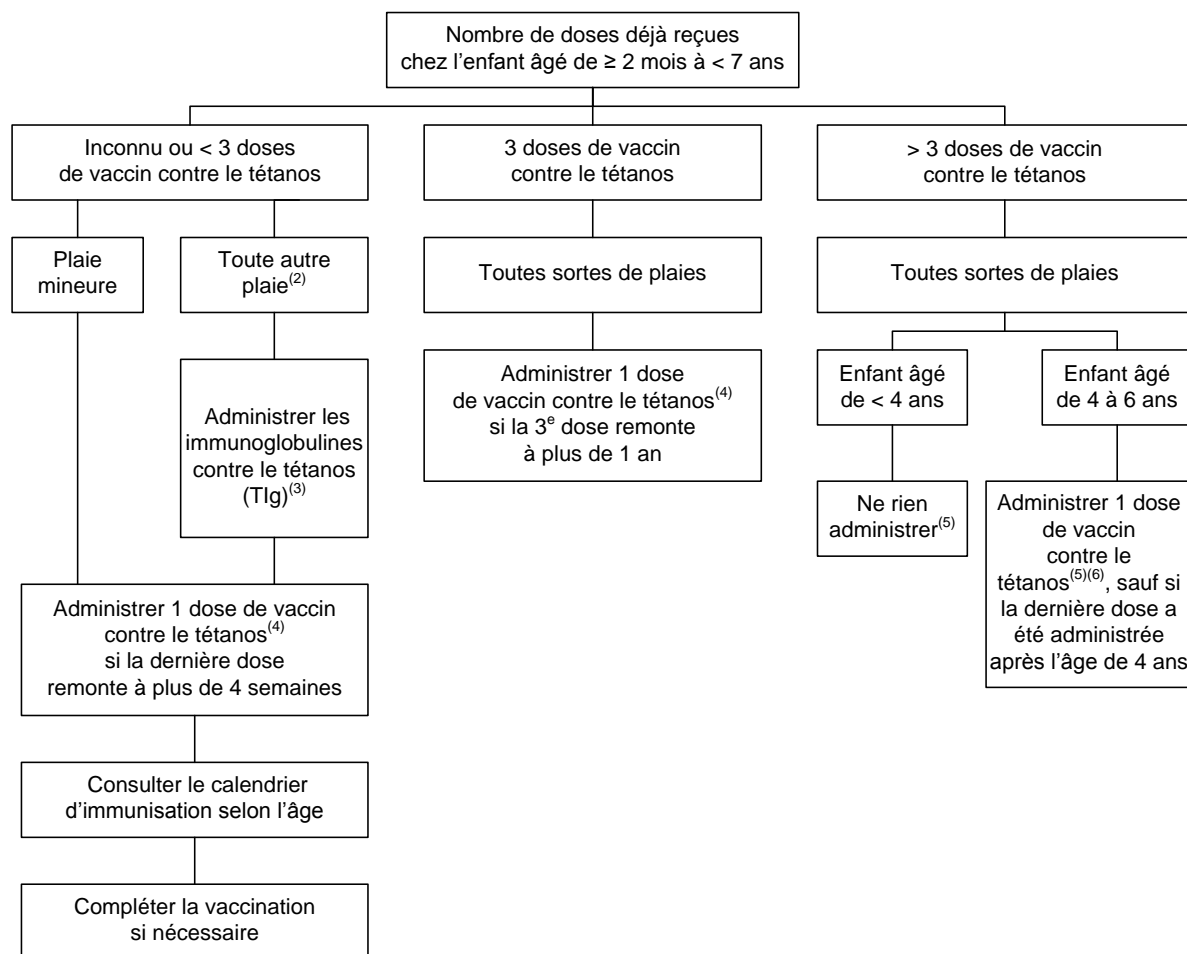 Nombre de doses déjà reçues
chez l'enfant âgé de ≥ 2 mois à < 7 ans
Inconnu ou < 3 doses
de vaccin contre le tétanos
3 doses de vaccin
contre le tétanos
> 3 doses de vaccin
contre le tétanos
Plaie
mineure
Toute autre
plaie(2)
Toutes sortes de plaies
Toutes sortes de plaies
Administrer les
immunoglobulines
contre le tétanos
(TIg)(3)
Administrer 1 dose
de vaccin contre le tétanos(4)
si la 3e dose remonte
à plus de 1 an
Enfant âgé
de < 4 ans
Enfant âgé
de 4 à 6 ans
Ne rien
administrer(5)
Administrer 1 dose
de vaccin
contre le
tétanos(5)(6), sauf si
la dernière dose a
été administrée
après l'âge de 4 ans
Administrer 1 dose de vaccin
contre le tétanos(4)
si la dernière dose
remonte à plus de 4 semaines
Consulter le calendrier
d'immunisation selon l'âge
Compléter la vaccination
si nécessaire